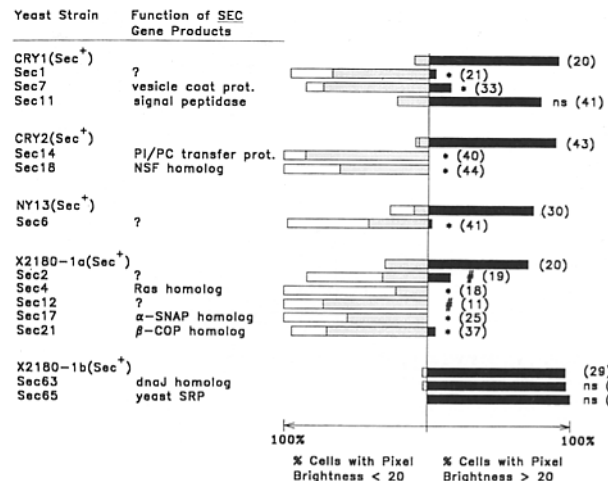 Yeast Strain Function of SEC
Gene Products
CRY1(Sec+) (20)
Sec1 ? • (21)
Sec7 vesicle coat prot. • (33)
Sec11 signal peptidase ns (41)
CRY2(Sec+) (43)
Sec14 PI/PC transfer prot. • (40)
Sec18 NSF homolog • (44)
NY13(Sec+) (30)
Sec6 ? • (41)
X2180-1a(Sec+) (20)
Sec2 ? # (19)
Sec4 Ras homolog • (18)
Sec12 ? # (11)
Sec17 α-SNAP homolog • (25)
Sec21 β-COP homolog • (37)
X2180-1b(Sec+) (29)
Sec63 dnaJ homolog ns (
Sec65 yeast SRP ns (
100% 100%
% Cells with Pixel % Cells with Pixel
Brightness < 20 Brightness > 20